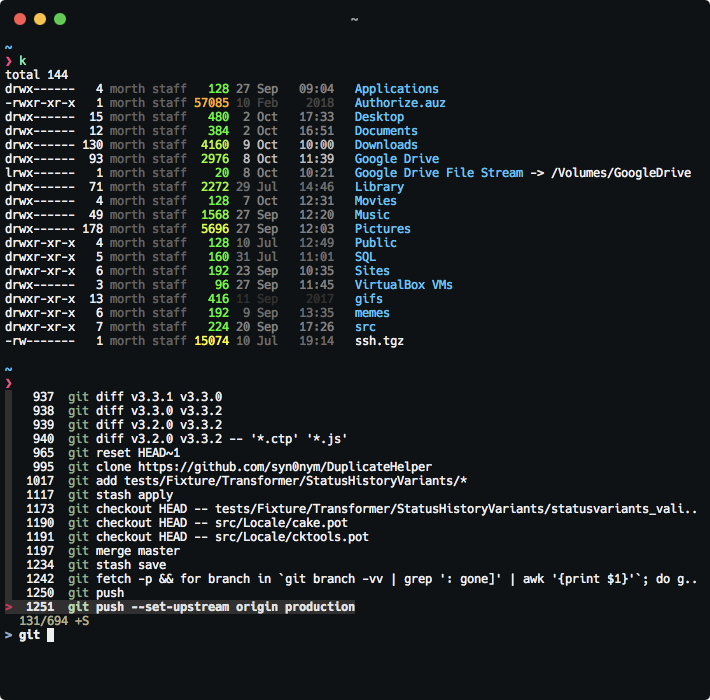 ~
~
❯ k
total 144
drwx------   4 morth staff   128 27 Sep   09:04   Applications
-rwxr-xr-x   1 morth staff 57085 10 Feb    2018   Authorize.auz
drwx------  15 morth staff   480  2 Oct   17:33   Desktop
drwx------  12 morth staff   384  2 Oct   16:51   Documents
drwx------ 130 morth staff  4160  9 Oct   10:00   Downloads
drwx------  93 morth staff  2976  8 Oct   11:39   Google Drive
lrwx------   1 morth staff    20  8 Oct   10:21   Google Drive File Stream -> /Volumes/GoogleDrive
drwx------  71 morth staff  2272 29 Jul   14:46   Library
drwx------   4 morth staff   128  7 Oct   12:31   Movies
drwx------  49 morth staff  1568 27 Sep   12:20   Music
drwx------ 178 morth staff  5696 27 Sep   12:03   Pictures
drwxr-xr-x   4 morth staff   128 10 Jul   12:49   Public
drwxr-xr-x   5 morth staff   160 31 Jul   11:01   SQL
drwxr-xr-x   6 morth staff   192 23 Sep   10:35   Sites
drwx------   3 morth staff    96 27 Sep   11:45   VirtualBox VMs
drwxr-xr-x  13 morth staff   416 11 Sep    2017   gifs
drwxr-xr-x   6 morth staff   192  9 Sep   13:35   memes
drwxr-xr-x   7 morth staff   224 20 Sep   17:26   src
-rw-------   1 morth staff 15074 10 Jul   19:14   ssh.tgz
~
❯
937  git diff v3.3.1 v3.3.0
938  git diff v3.3.0 v3.3.2
939  git diff v3.2.0 v3.3.2
940  git diff v3.2.0 v3.3.2 -- '*.ctp' '*.js'
965  git reset HEAD~1
995  git clone https://github.com/syn0nym/DuplicateHelper
1017  git add tests/Fixture/Transformer/StatusHistoryVariants/*
1117  git stash apply
1173  git checkout HEAD -- tests/Fixture/Transformer/StatusHistoryVariants/statusvariants_vali..
1190  git checkout HEAD -- src/Locale/cake.pot
1191  git checkout HEAD -- src/Locale/cktools.pot
1197  git merge master
1234  git stash save
1242  git fetch -p && for branch in `git branch -vv | grep ': gone]' | awk '{print $1}'`; do g..
1250  git push
> 1251  git push --set-upstream origin production
131/694 +S
> git